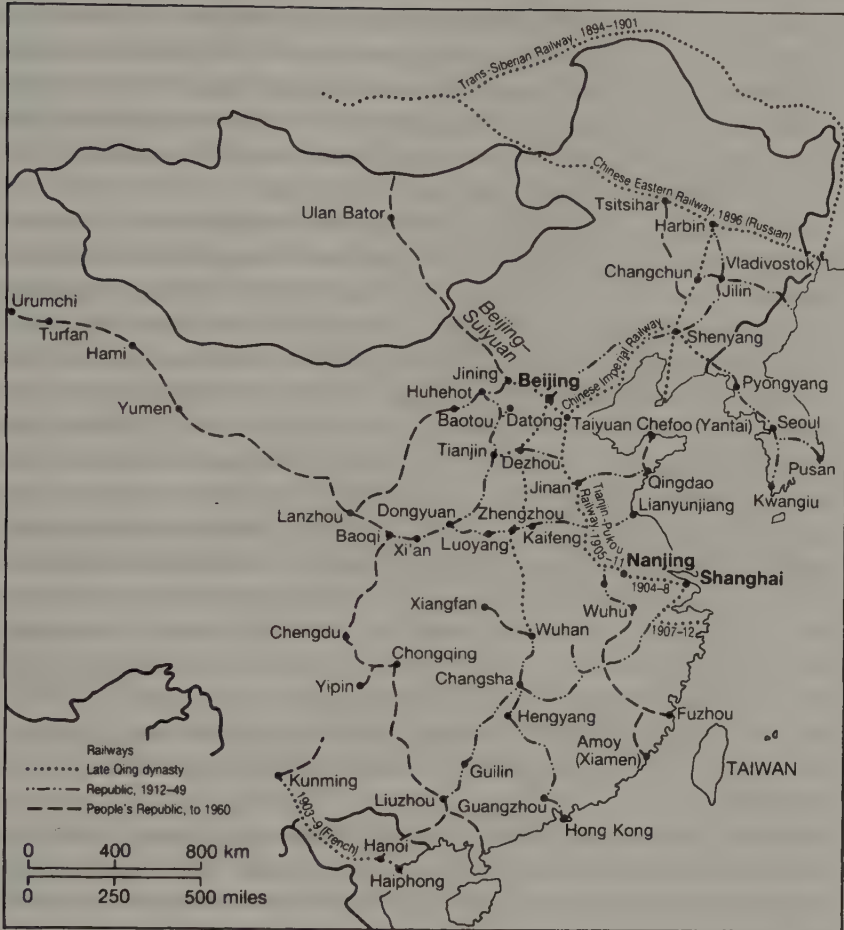 Trans-Siberian Railway, 1894–1901
Chinese Eastern Railway, 1896 (Russian)
Tsitsihar
Harbin
Ulan Bator
Vladivostok
Changchun
Jilin
Urumchi
Turfan
Hami
Beijing–
Suiyuan
Chinese Imperial Railway
Shenyang
Jining
Beijing
Pyongyang
Huhehot
Yumen
Baotou
Datong
Taiyuan
Chefoo (Yantai)
Seoul
Tianjin
Dezhou
Pusan
Jinan
Qingdao
Kwangiu
Tianjin-Pukou
Railway, 1905–11
Lanzhou
Dongyuan
Zhengzhou
Lianyunjiang
Baoqi
Xi'an
Luoyang
Kaifeng
Nanjing
Shanghai
1904–8
Xiangfan
Wuhu
1907–12
Chengdu
Wuhan
Chongqing
Yipin
Changsha
Hengyang
Fuzhou
Amoy
(Xiamen)
TAIWAN
Railways
Late Qing dynasty
Republic, 1912–49
People's Republic, to 1960
Kunming
Guilin
1903–9 (French)
Liuzhou
Guangzhou
Hong Kong
Hanoi
Haiphong
0 400 800 km
0 250 500 miles